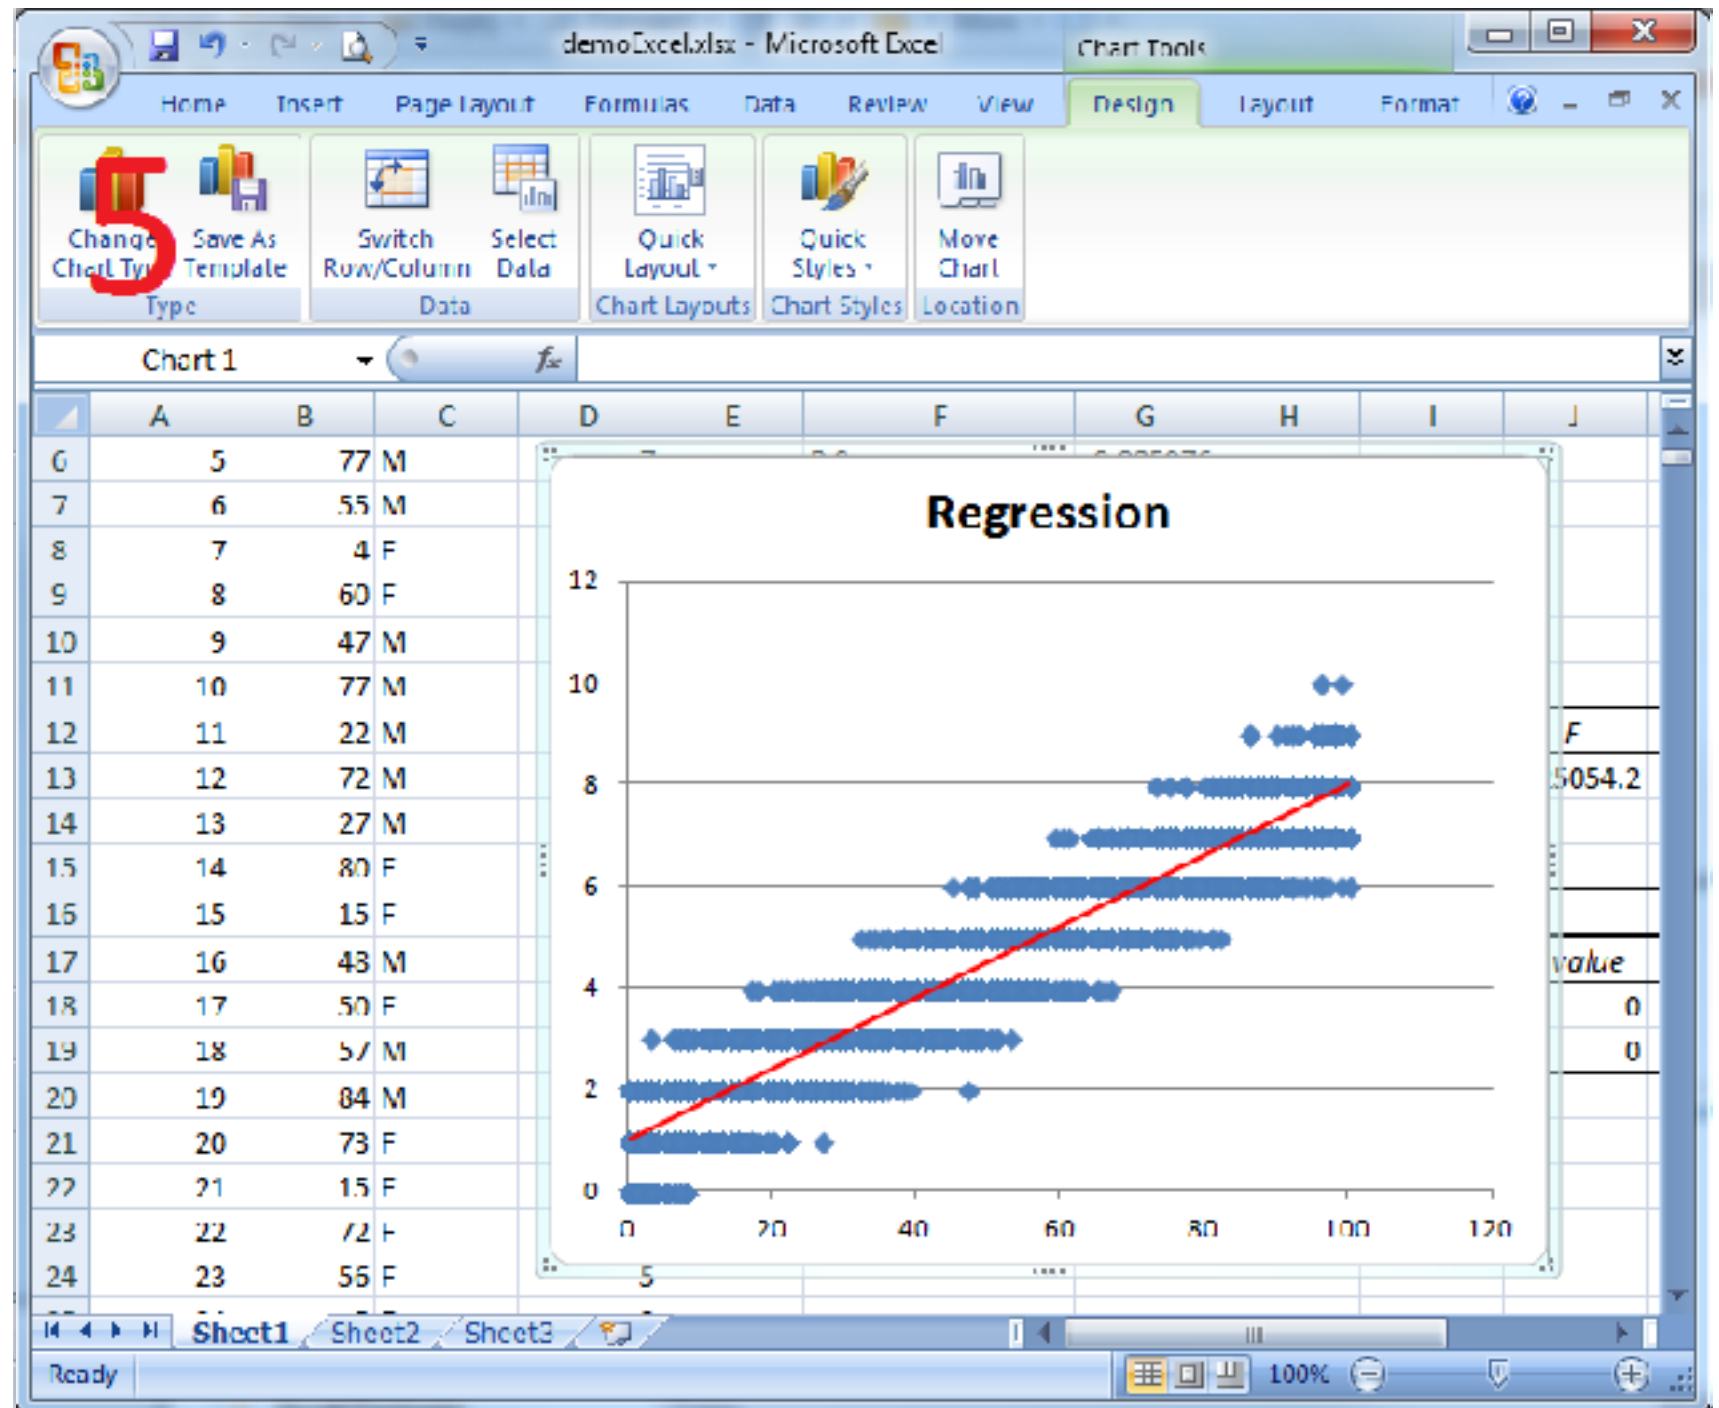 demoExcel.xlsx - Microsoft Excel Chart Tools
Home Insert Page Layout Formulas Data Review View Design Layout Format
5
Change Save As Switch Select Quick Quick Move
Chart Template Row/Column Data Layout Styles Chart
Type Data Chart Layouts Chart Styles Location
Chart 1 fx
A B C D E F G H I J
6 5 77 M
7 6 55 M
8 7 4 F
9 8 60 F
10 9 47 M
11 10 77 M
12 11 22 M F
13 12 72 M 5054.2
14 13 27 M
15 14 80 F
16 15 15 F
17 16 43 M value
18 17 50 F 0
19 18 57 M 0
20 19 84 M
21 20 73 F
22 21 15 F
23 22 72 F
24 23 56 F 5
Regression
12
10
8
6
4
2
0
0 20 40 60 80 100 120
Sheet1 Sheet2 Sheet3
Ready 100%